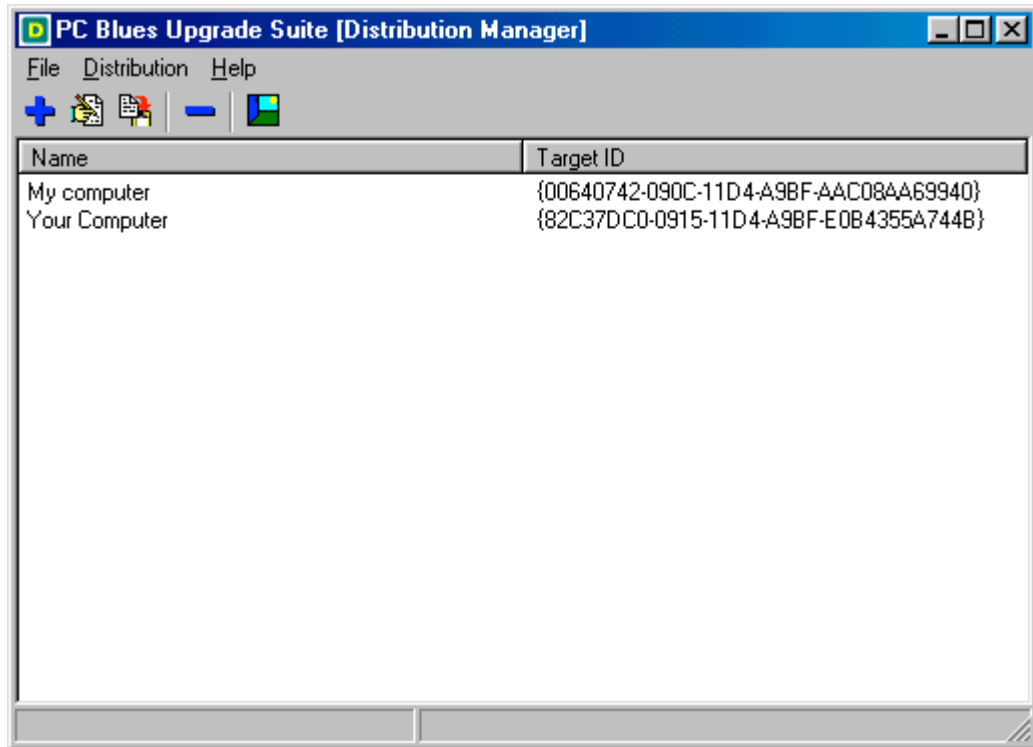 D PC Blues Upgrade Suite [Distribution Manager]
File Distribution Help
Name Target ID
My computer {00640742-090C-11D4-A9BF-AAC08AA69940}
Your Computer {82C37DC0-0915-11D4-A9BF-E0B4355A744B}